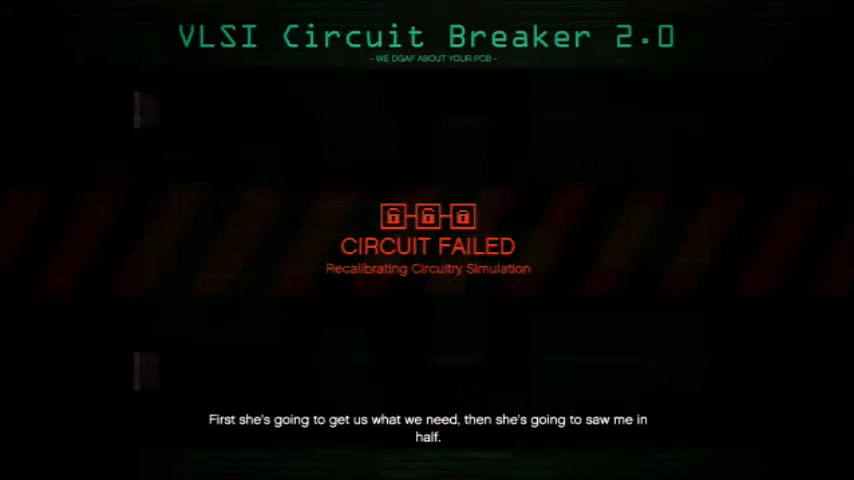 VLSI Circuit Breaker 2.0
- WE DGAF ABOUT YOUR PCB -
CIRCUIT FAILED
Recalibrating Circuitry Simulation
First she's going to get us what we need, then she's going to saw me in
half.